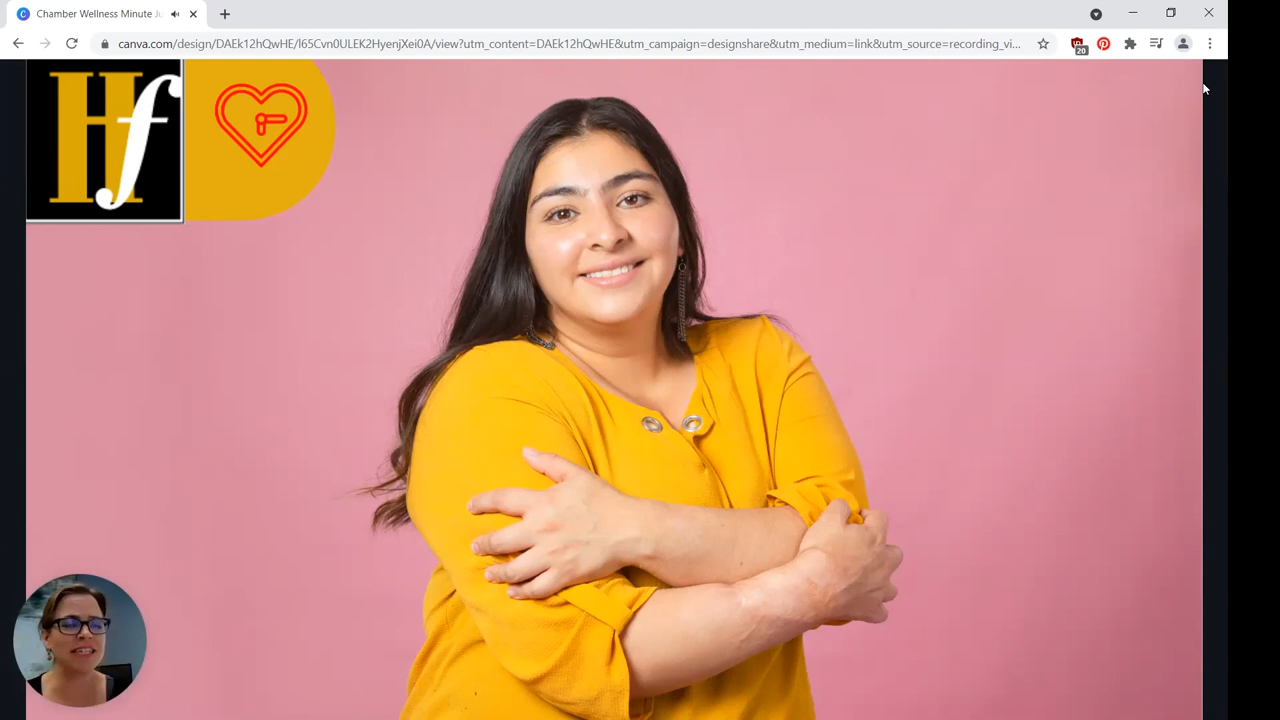 Chamber Wellness Minute Ju
canva.com/design/DAEk12hQwHE/l65Cvn0ULEK2HyenjXei0A/view?utm_content=DAEk12hQwHE&utm_campaign=designshare&utm_medium=link&utm_source=recording_vi...
20
Hf